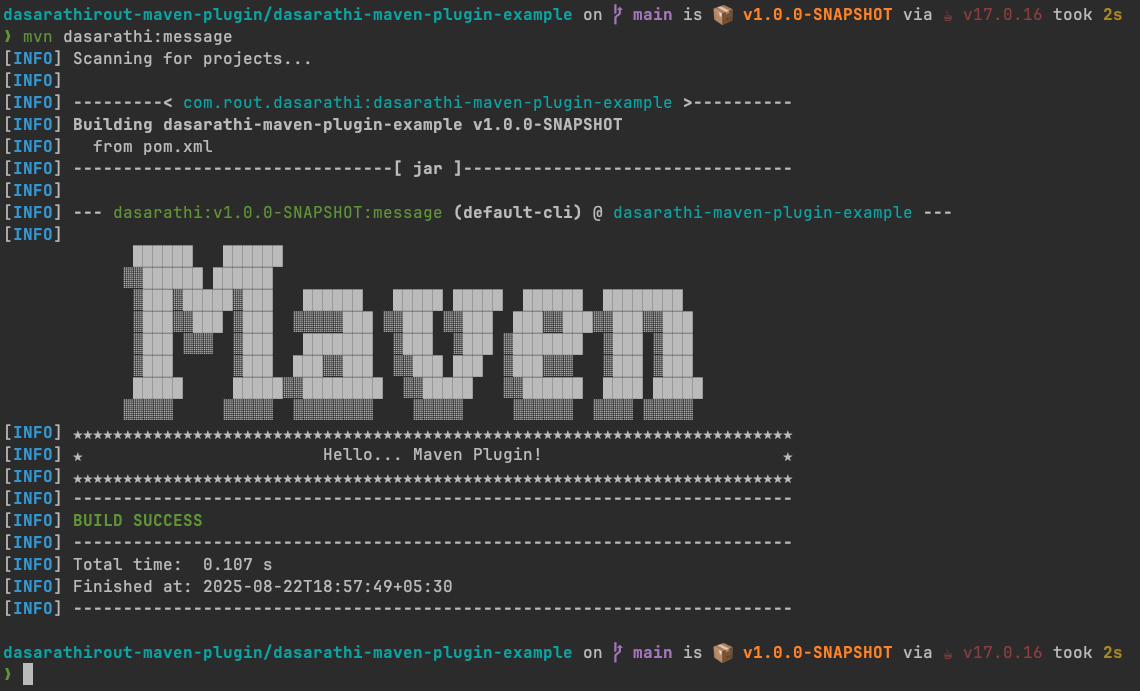 dasarathirout-maven-plugin/dasarathi-maven-plugin-example on main is 📦 v1.0.0-SNAPSHOT via ☕ v17.0.16 took 2s
❯ mvn dasarathi:message
[INFO] Scanning for projects...
[INFO]
[INFO] ---------< com.rout.dasarathi:dasarathi-maven-plugin-example >----------
[INFO] Building dasarathi-maven-plugin-example v1.0.0-SNAPSHOT
[INFO]   from pom.xml
[INFO] --------------------------------[ jar ]---------------------------------
[INFO]
[INFO] --- dasarathi:v1.0.0-SNAPSHOT:message (default-cli) @ dasarathi-maven-plugin-example ---
[INFO]
Maven
[INFO] ★★★★★★★★★★★★★★★★★★★★★★★★★★★★★★★★★★★★★★★★★★★★★★★★★★★★★★★★★★★★★★★★★★★★★★★★
[INFO] ★                        Hello... Maven Plugin!                        ★
[INFO] ★★★★★★★★★★★★★★★★★★★★★★★★★★★★★★★★★★★★★★★★★★★★★★★★★★★★★★★★★★★★★★★★★★★★★★★★
[INFO] ------------------------------------------------------------------------
[INFO] BUILD SUCCESS
[INFO] ------------------------------------------------------------------------
[INFO] Total time:  0.107 s
[INFO] Finished at: 2025-08-22T18:57:49+05:30
[INFO] ------------------------------------------------------------------------
dasarathirout-maven-plugin/dasarathi-maven-plugin-example on main is 📦 v1.0.0-SNAPSHOT via ☕ v17.0.16 took 2s
❯